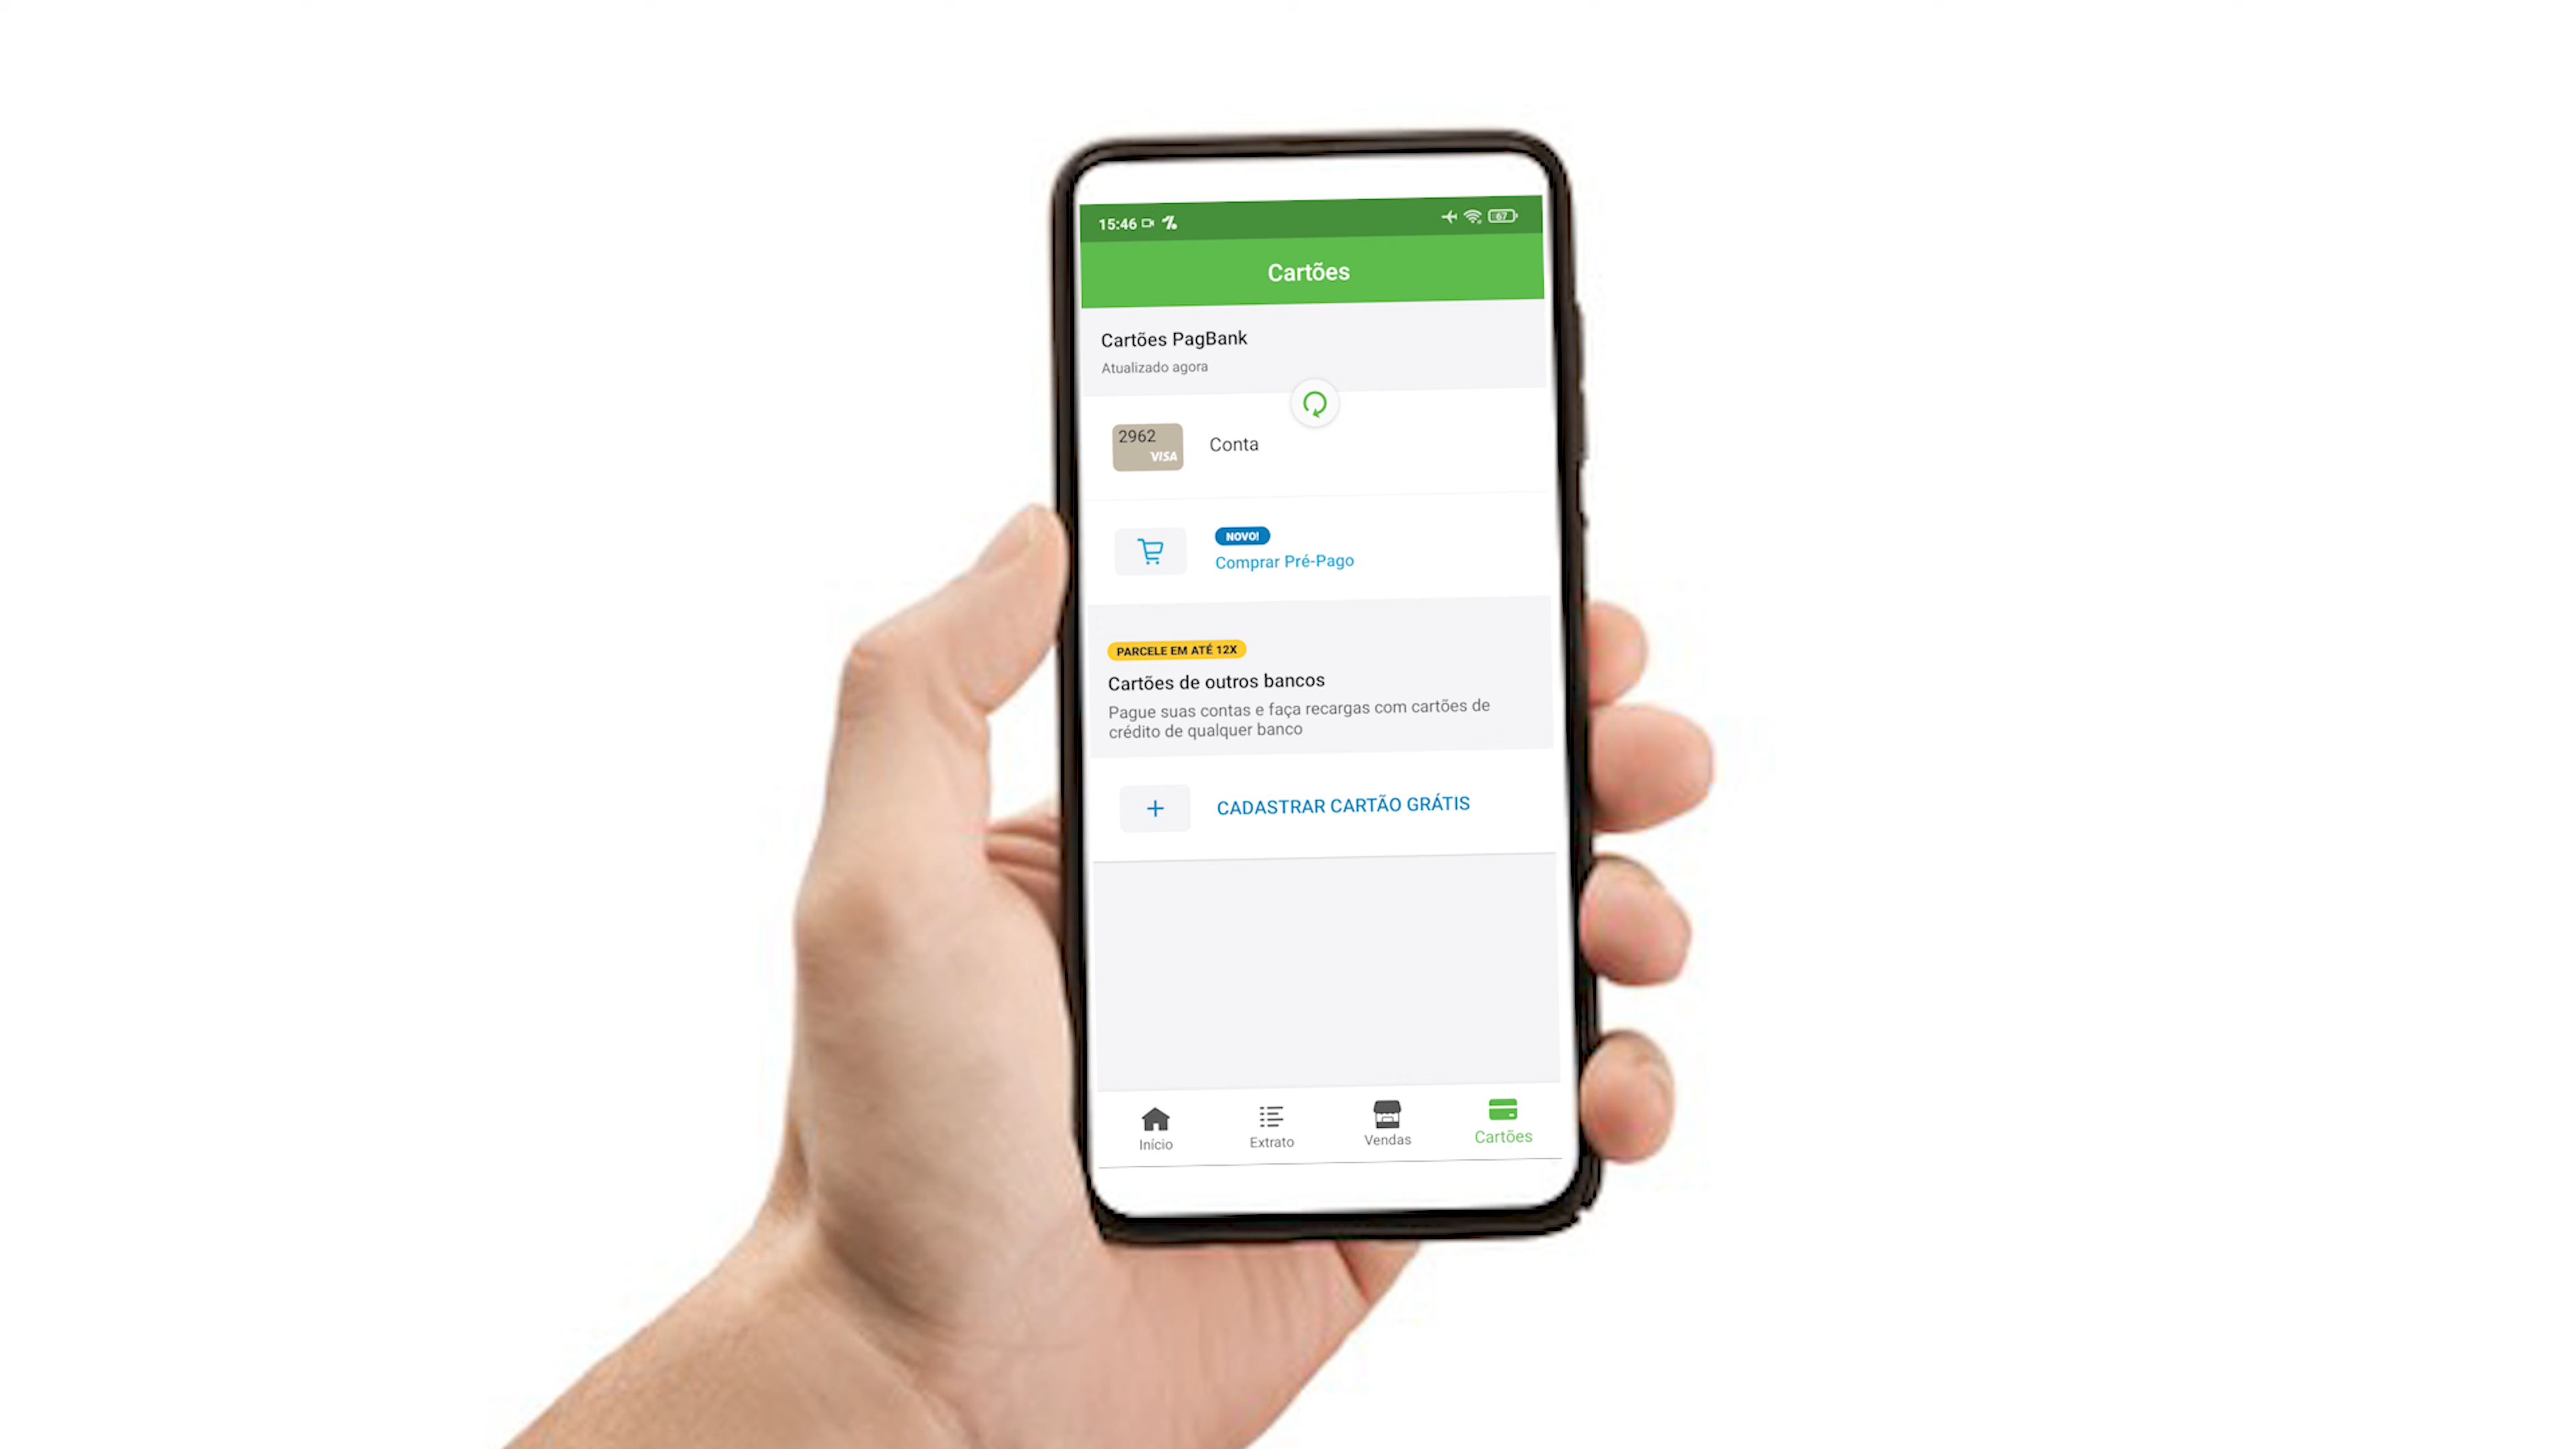 15:46
67
Cartões
Cartões PagBank
Atualizado agora
2962
VISA
Conta
NOVO!
Comprar Pré-Pago
PARCELE EM ATÉ 12X
Cartões de outros bancos
Pague suas contas e faça recargas com cartões de
crédito de qualquer banco
+ CADASTRAR CARTÃO GRÁTIS
Início
Extrato
Vendas
Cartões